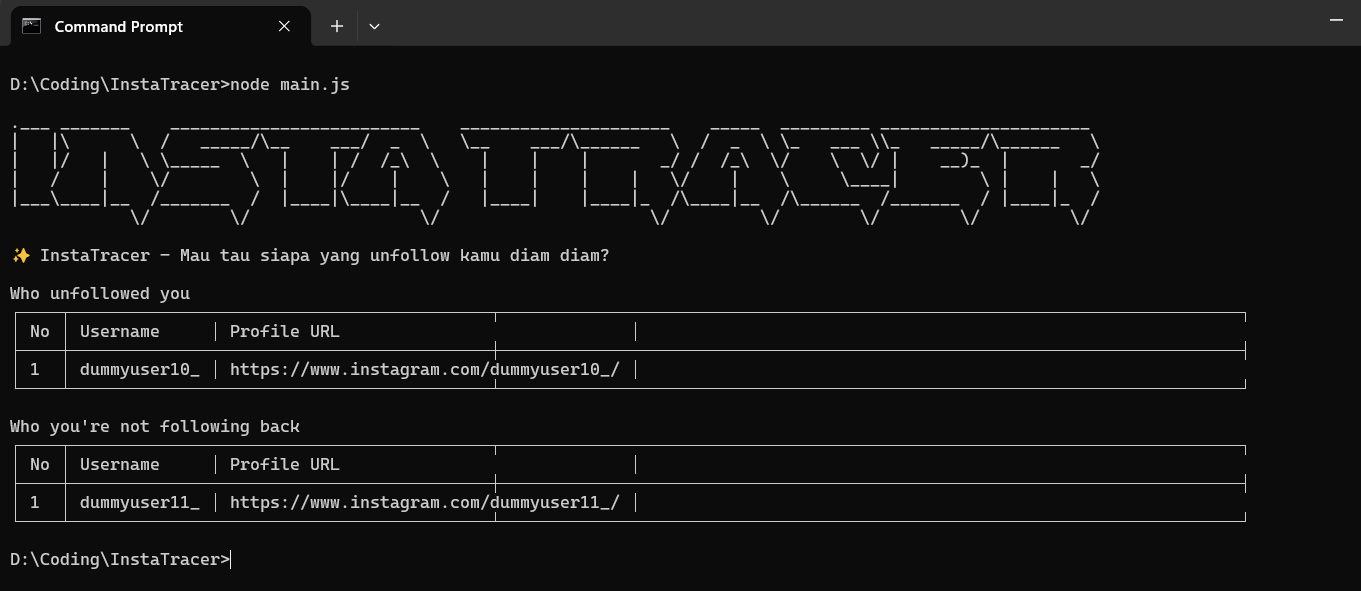 Command Prompt
D:\Coding\InstaTracer>node main.js
✨ InstaTracer - Mau tau siapa yang unfollow kamu diam diam?
Who unfollowed you
No Username Profile URL
1 dummyuser10_ https://www.instagram.com/dummyuser10_/
Who you're not following back
No Username Profile URL
1 dummyuser11_ https://www.instagram.com/dummyuser11_/
D:\Coding\InstaTracer>